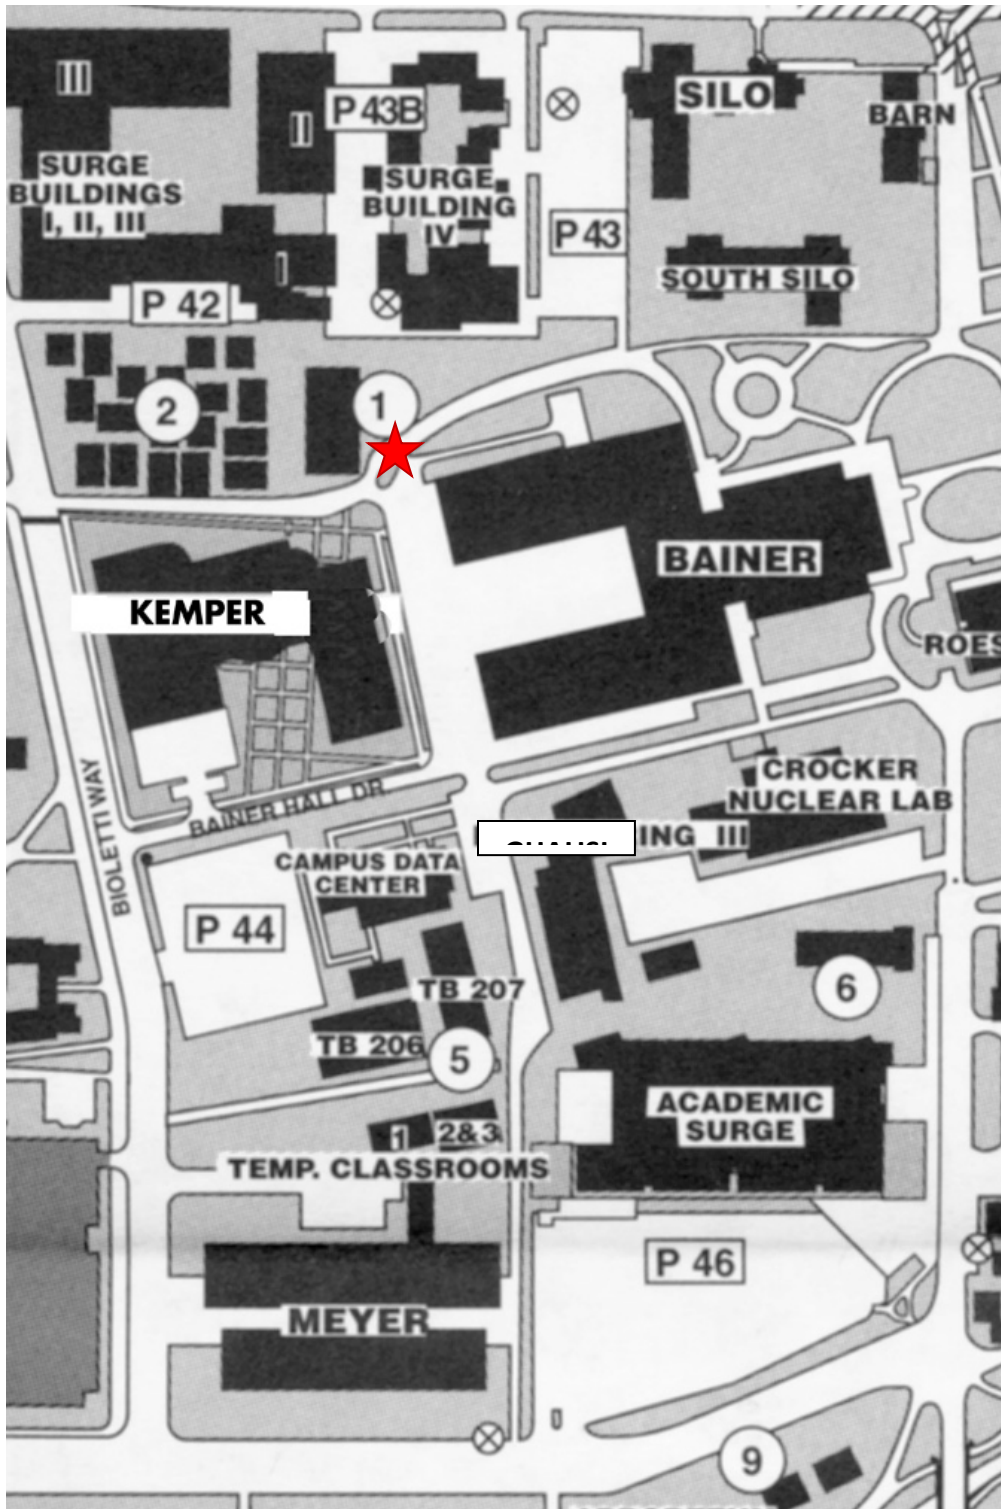 III
II
P 43B
SILO
BARN
SURGE
BUILDINGS
I, II, III
SURGE
BUILDING
IV
P 43
I
SOUTH SILO
P 42
1
2
BAINER
KEMPER
ROES
CROCKER
NUCLEAR LAB
BIOLETTI WAY
BAINER HALL DR.
ING III
CAMPUS DATA
CENTER
P 44
TB 207
6
TB 206
5
ACADEMIC
SURGE
1
2&3
TEMP. CLASSROOMS
P 46
MEYER
9